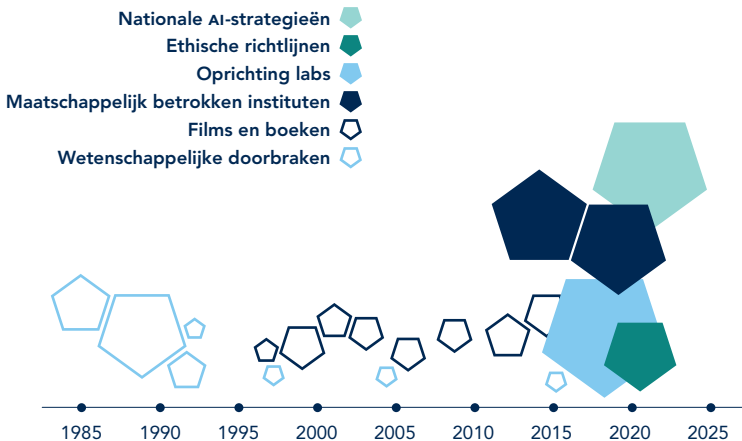 Nationale AI-strategieën
Ethische richtlijnen
Oprichting labs
Maatschappelijk betrokken instituten
Films en boeken
Wetenschappelijke doorbraken
1985 1990 1995 2000 2005 2010 2015 2020 2025